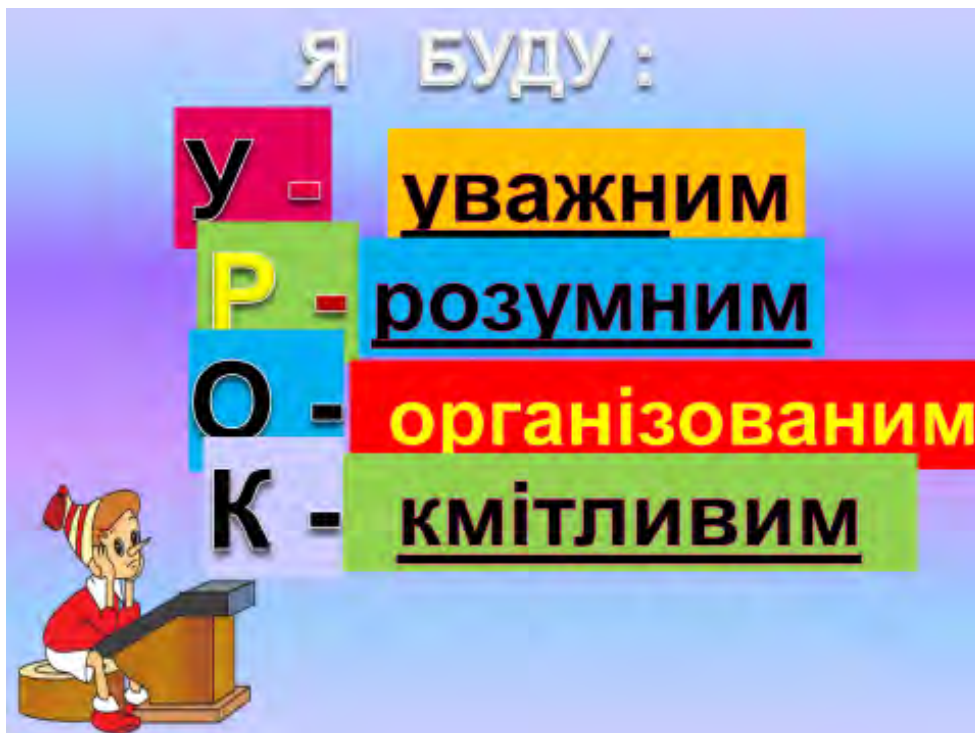 Я БУДУ :
У - уважним
Р - розумним
О - організованим
К - кмітливим